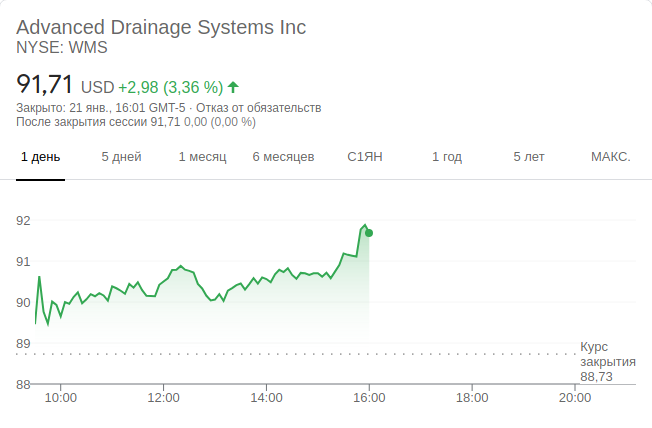 Advanced Drainage Systems Inc
NYSE: WMS
91,71 USD +2,98 (3,36 %)
Закрыто: 21 янв., 16:01 GMT-5 · Отказ от обязательств
После закрытия сессии 91,71 0,00 (0,00 %)
1 день 5 дней 1 месяц 6 месяцев С1ЯН 1 год 5 лет МАКС.
92
91
90
89
Курс
закрытия
88,73
88
10:00 12:00 14:00 16:00 18:00 20:00